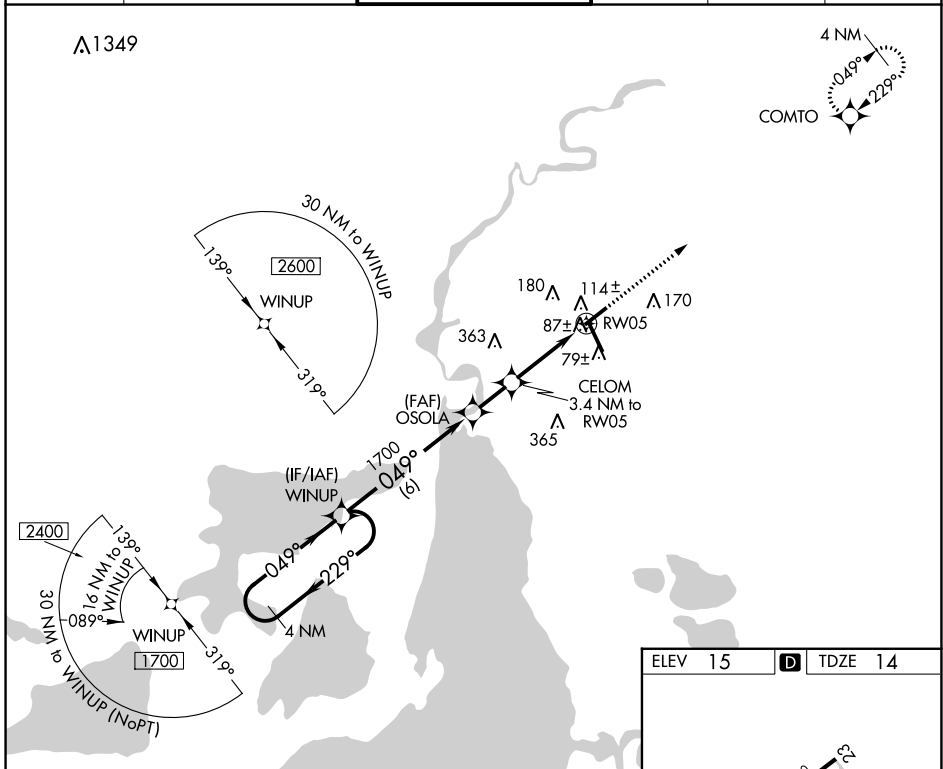 1349
4 NM
049°
229°
COMTO
30 NM to WINUP
139°
2600
WINUP
319°
180
114±
170
87±
RW05
363
79±
CELOM
3.4 NM to
RW05
(FAF)
OSOLA
365
1700
049°
(6)
(IF/IAF)
WINUP
2400
139°
16 NM to
WINUP
049°
229°
089°
4 NM
WINUP
1700
319°
30 NM to WINUP (NoPT)
ELEV 15 D TDZE 14
23